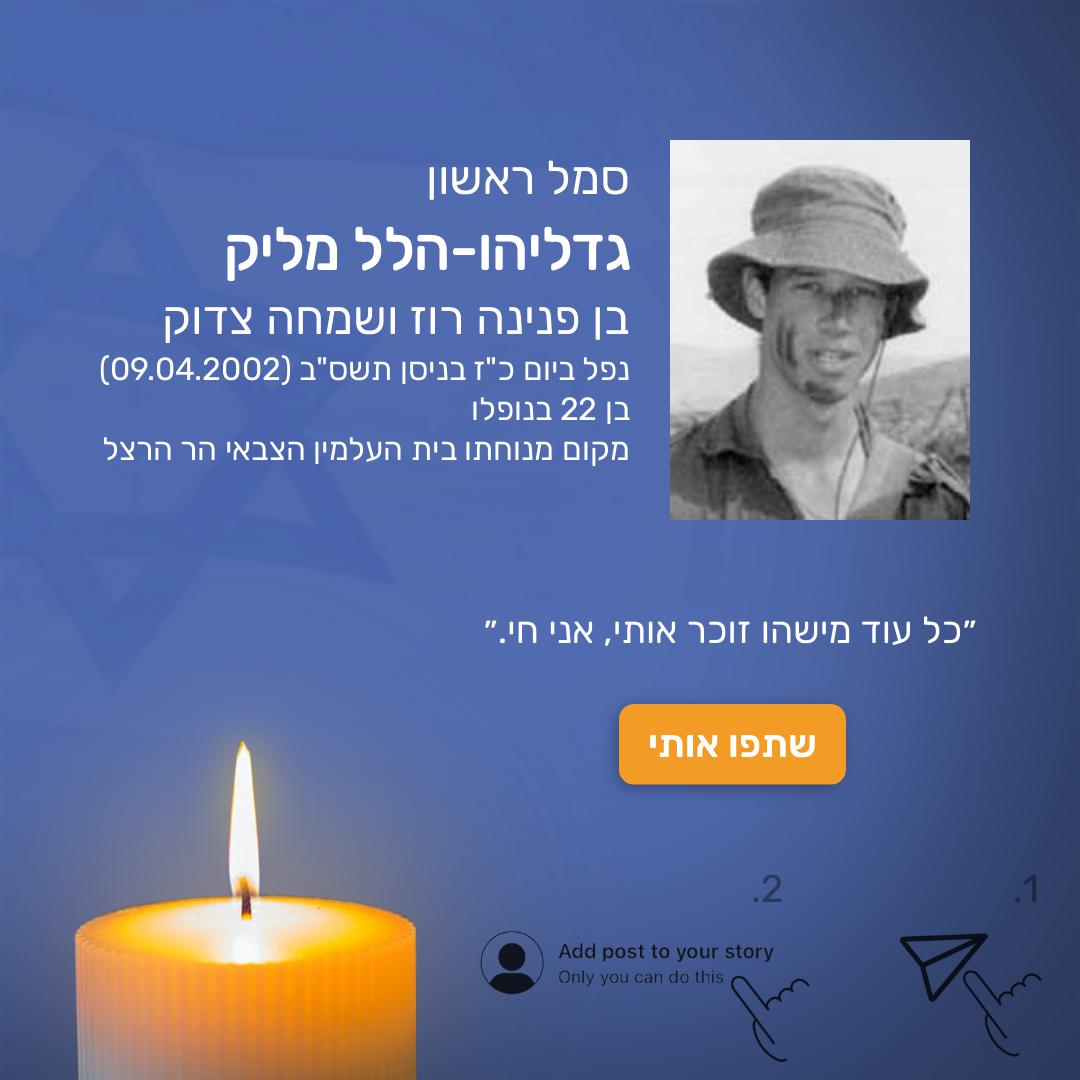 סמל ראשון
גדליהו-הלל מליק
בן פנינה רוז ושמחה צדוק
נפל ביום כ"ז בניסן תשס"ב (09.04.2002)
בן 22 בנופלו
מקום מנוחתו בית העלמין הצבאי הר הרצל
״כל עוד מישהו זוכר אותי, אני חי.״
שתפו אותי
1.
2.
Add post to your story
Only you can do this